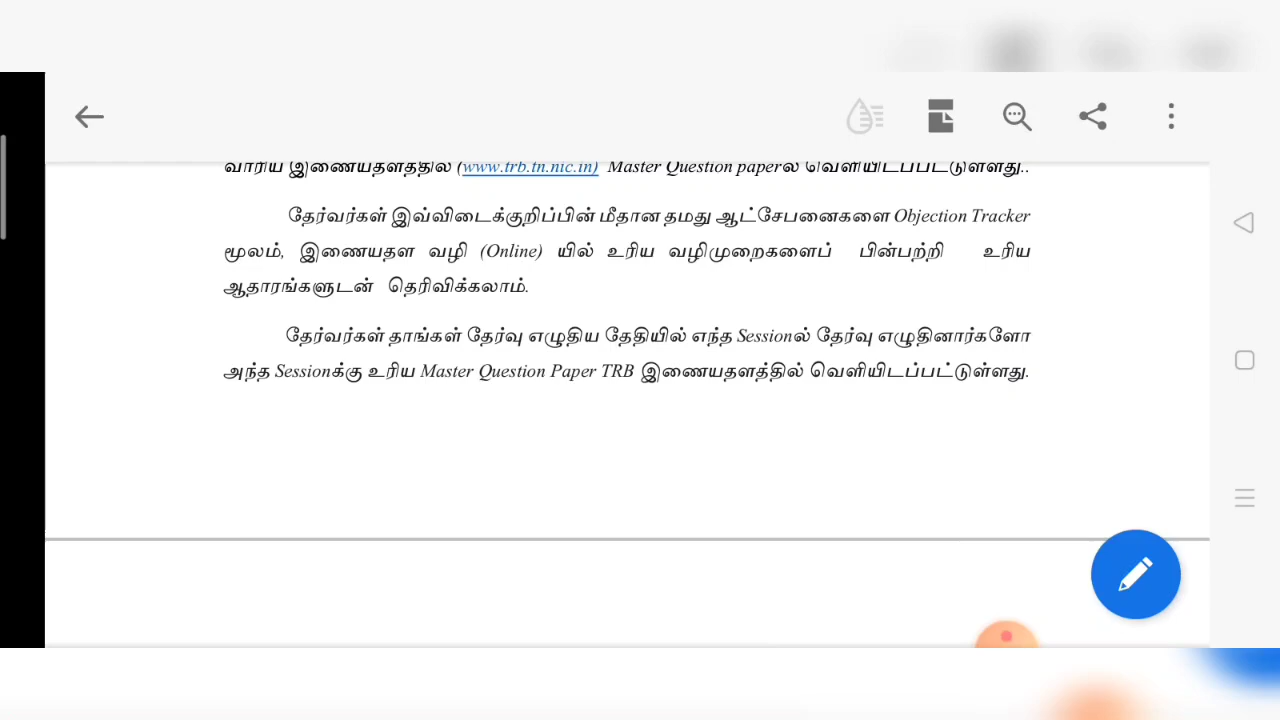 வாரிய இணையதளத்தில் (www.trb.tn.nic.in) Master Question paperல் வெளியிடப்பட்டுள்ளது..
தேர்வர்கள் இவ்விடைக்குறிப்பின் மீதான தமது ஆட்சேபனைகளை Objection Tracker
மூலம், இணையதள வழி (Online) யில் உரிய வழிமுறைகளைப் பின்பற்றி உரிய
ஆதாரங்களுடன் தெரிவிக்கலாம்.
தேர்வர்கள் தாங்கள் தேர்வு எழுதிய தேதியில் எந்த Sessionல் தேர்வு எழுதினார்களோ
அந்த Sessionக்கு உரிய Master Question Paper TRB இணையதளத்தில் வெளியிடப்பட்டுள்ளது.